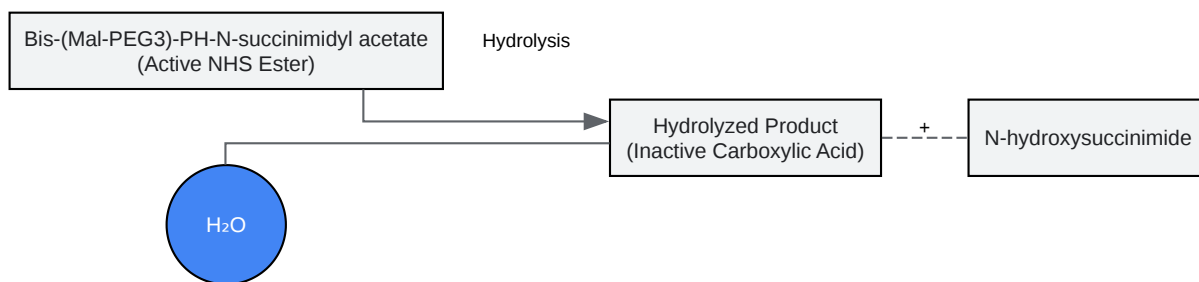 Bis-(Mal-PEG3)-PH-N-succinimidyl acetate
(Active NHS Ester)
Hydrolysis
Hydrolyzed Product
(Inactive Carboxylic Acid)
+
N-hydroxysuccinimide
H₂O